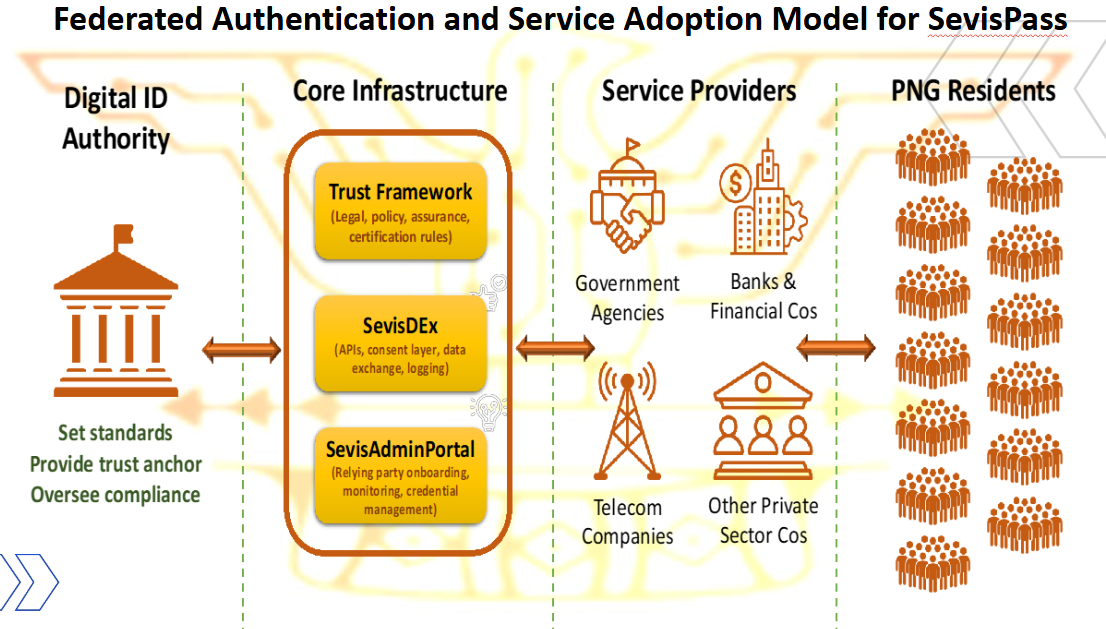 Federated Authentication and Service Adoption Model for SevisPass
Digital ID
Authority
Set standards
Provide trust anchor
Oversee compliance
Core Infrastructure
Trust Framework
(Legal, policy, assurance,
certification rules)
SevisDEx
(APIs, consent layer, data
exchange, logging)
SevisAdminPortal
(Relying party onboarding,
monitoring, credential
management)
Service Providers
Government
Agencies
Banks &
Financial Cos
Telecom
Companies
Other Private
Sector Cos
PNG Residents